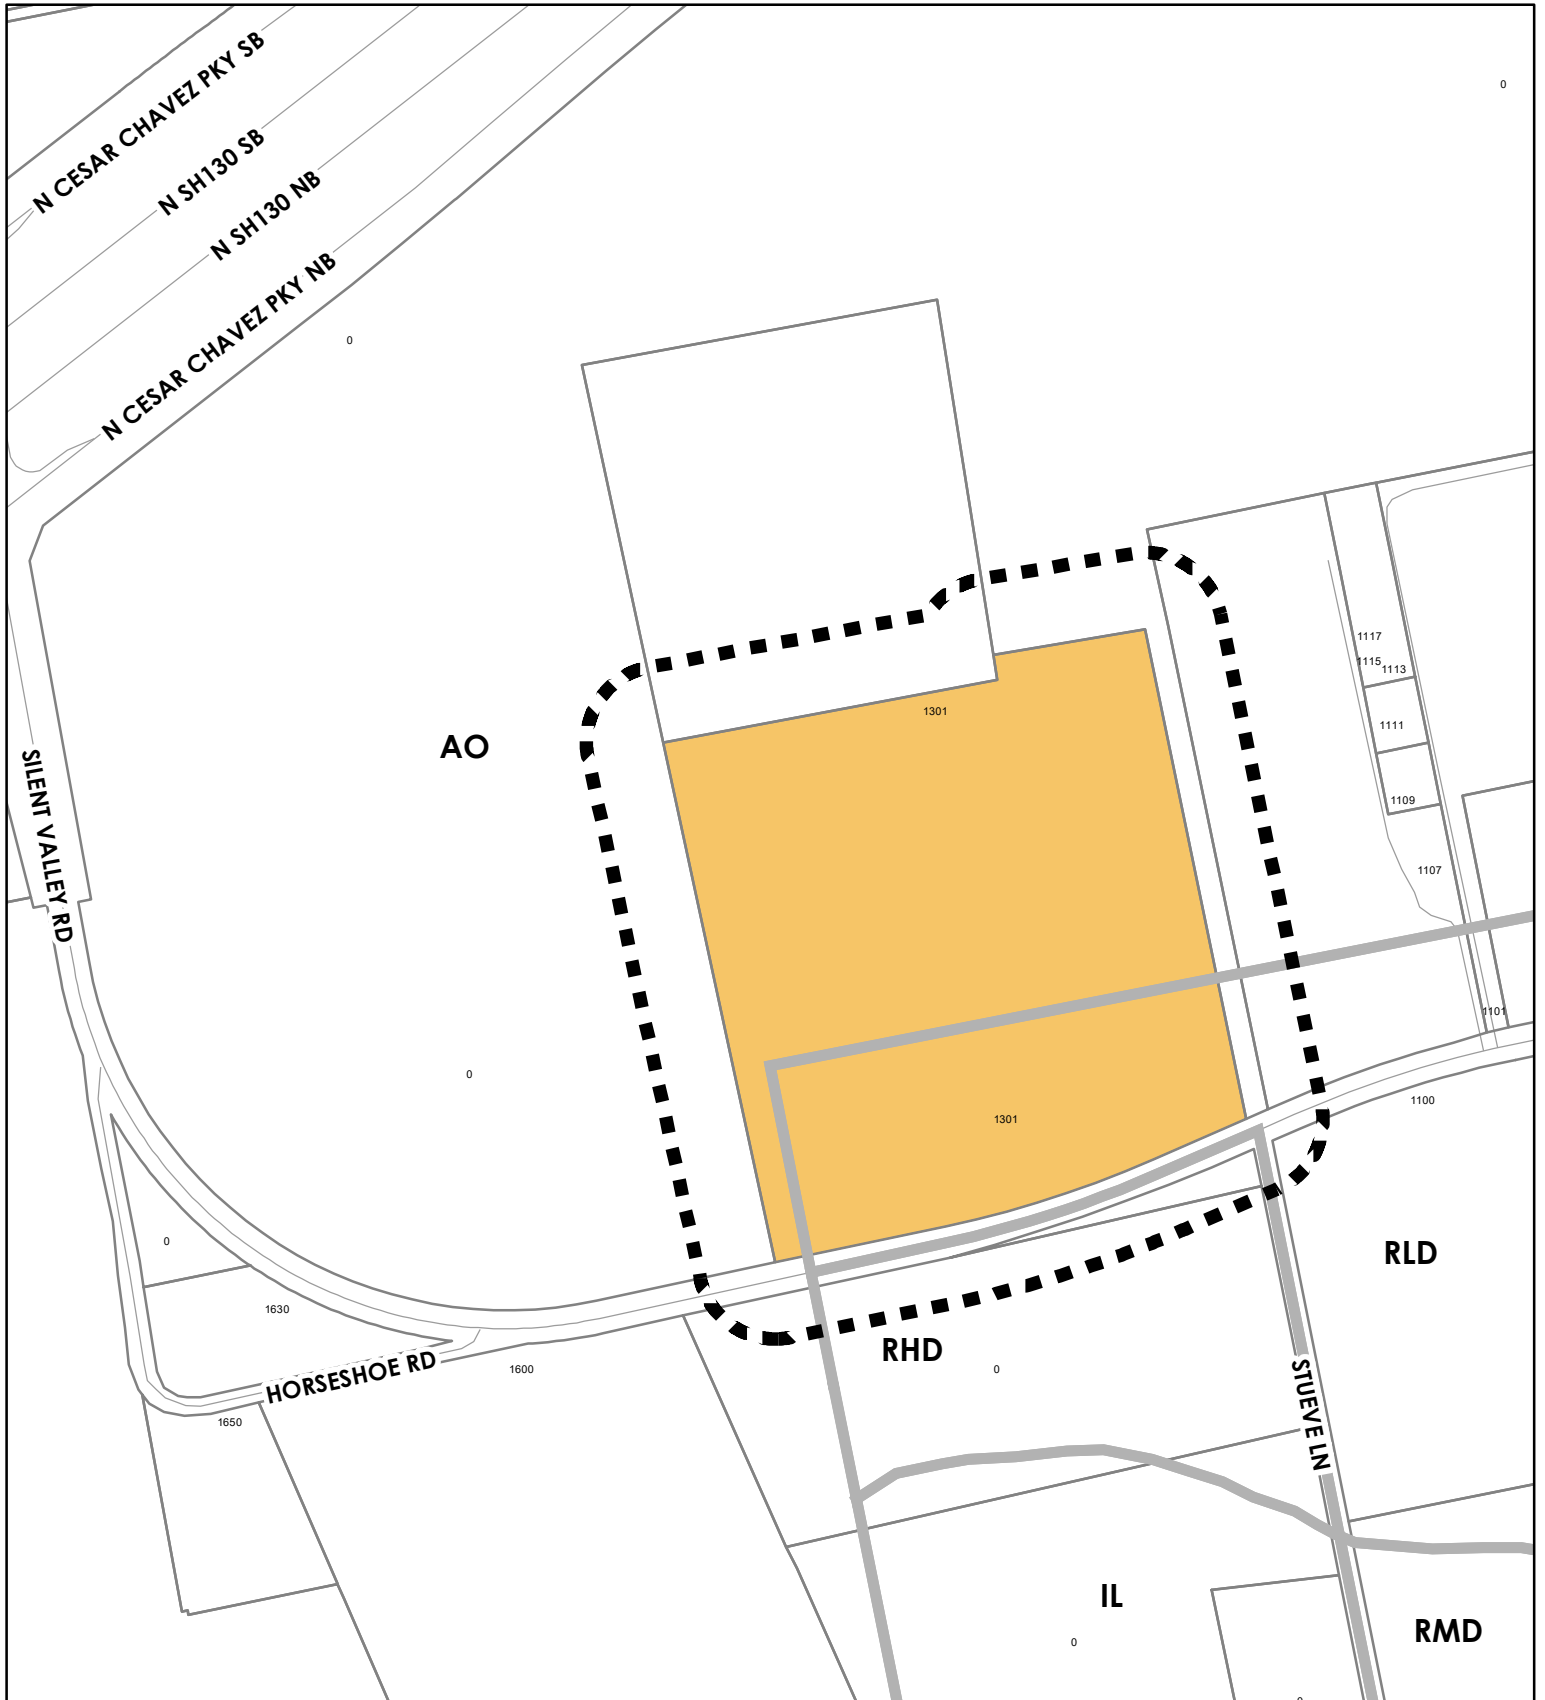 N CESAR CHAVEZ PKY SB
0
N SH130 SB
N SH130 NB
N CESAR CHAVEZ PKY NB
0
1117
1115
1113
1301
1111
AO
SILENT VALLEY RD
1109
1107
1101
0
1100
1301
0
RLD
1630
RHD
HORSESHOE RD
1600
0
STUEVE LN
1650
IL
RMD
0